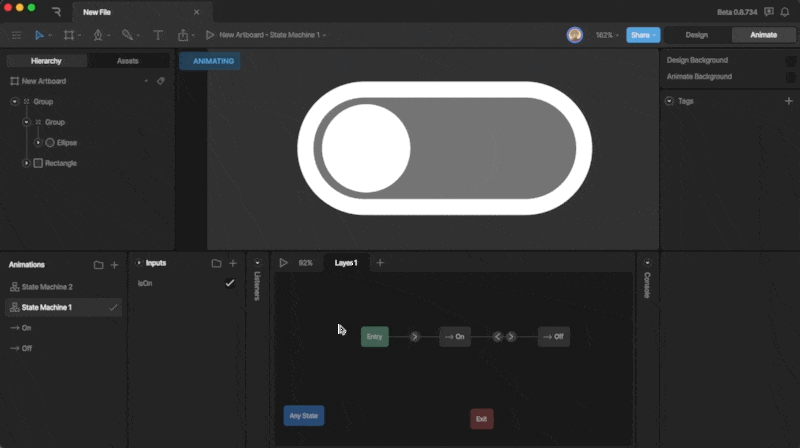 New File
Beta 0.8.734
New Artboard - State Machine 1
162%
Share
Design
Animate
Hierarchy
Assets
ANIMATING
Design Background
Animate Background
New Artboard
Tags
Group
Group
Ellipse
Rectangle
Animations
Inputs
Listeners
92%
Layer 1
Console
State Machine 2
IsOn
State Machine 1
On
Off
Entry
On
Off
Any State
Exit